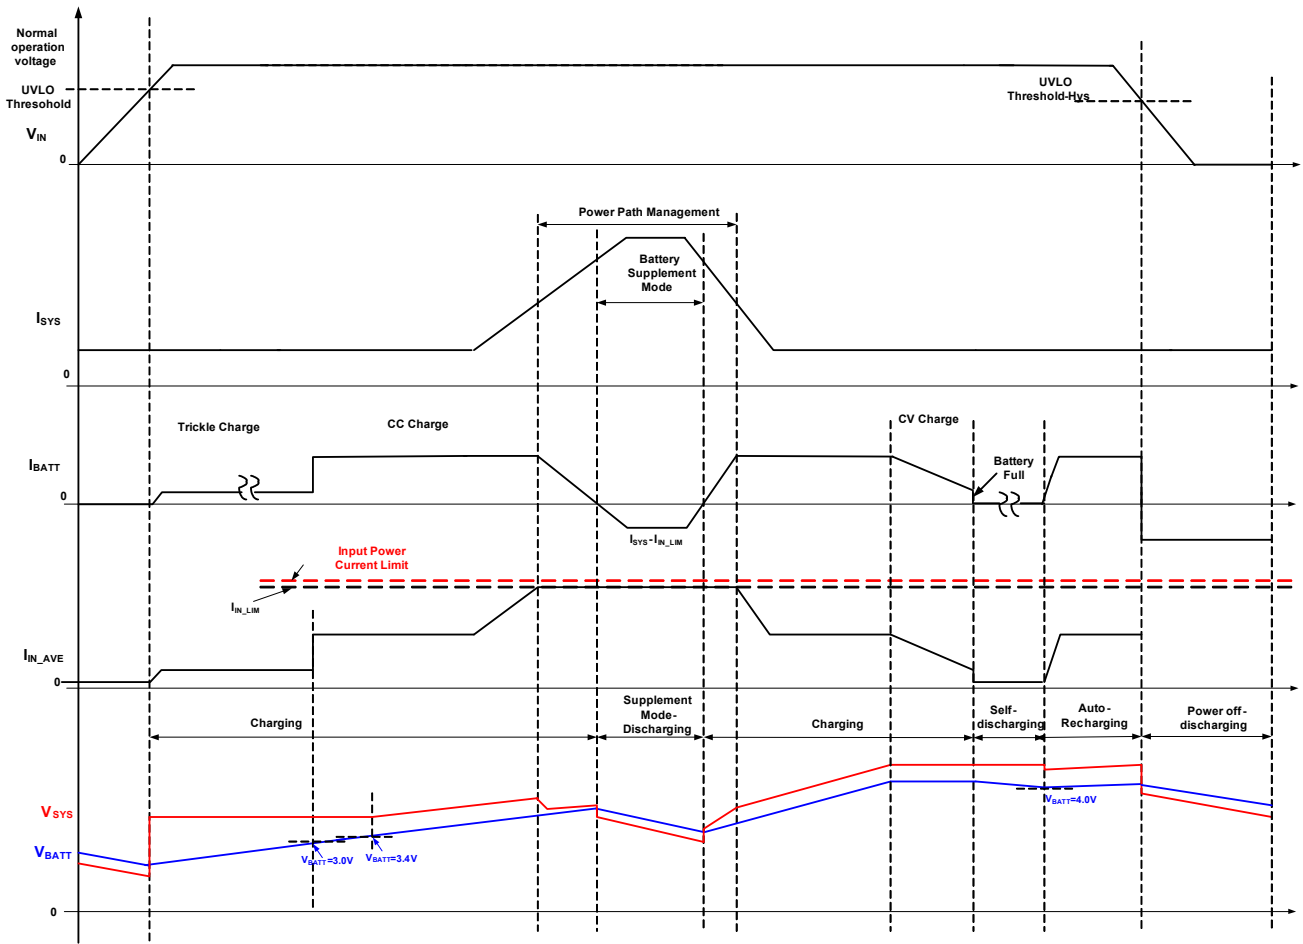 Normal
operation
voltage
UVLO
Thresohold
VIN
0
UVLO
Threshold-Hys
Power Path Management
Battery
Supplement
Mode
ISYS
0
Trickle Charge
CC Charge
CV Charge
Battery
Full
IBATT
0
ISYS-IIN_LIM
Input Power
Current Limit
IIN_LIM
IIN_AVE
0
Charging
Supplement
Mode-
Discharging
Charging
Self-
discharging
Auto-
Recharging
Power off-
discharging
VSYS
VBATT
VBATT=3.0V
VBATT=3.4V
VBATT=4.0V
0